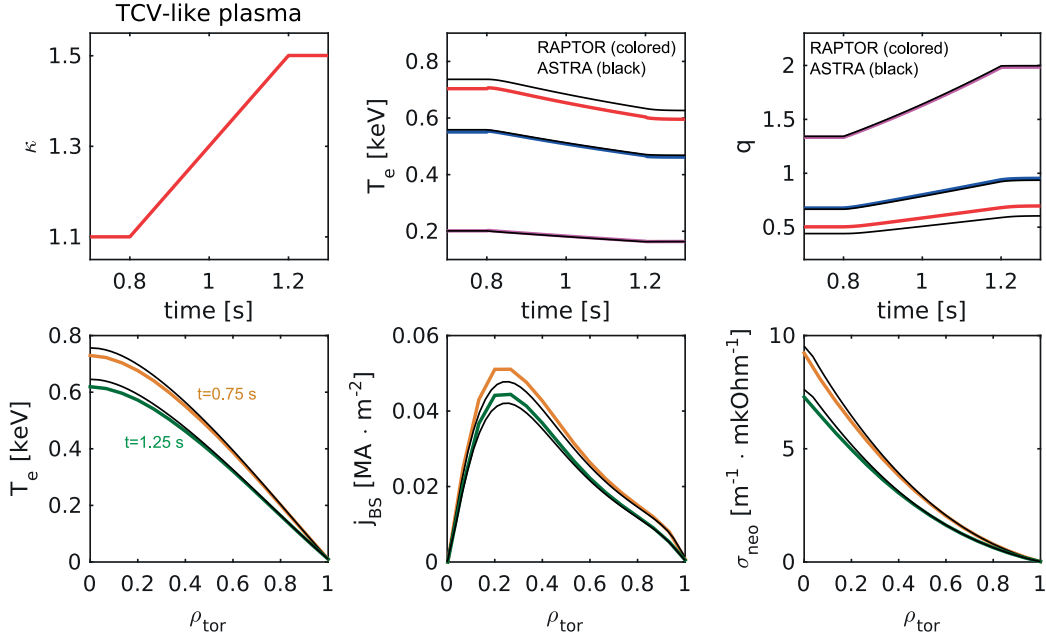 TCV-like plasma
1.5
1.3
1.1
κ
0.8
1
1.2
time [s]
RAPTOR (colored)
ASTRA (black)
0.8
0.6
0.4
0.2
T_e [keV]
0.8
1
1.2
time [s]
RAPTOR (colored)
ASTRA (black)
2
1.5
1
0.5
q
0.8
1
1.2
time [s]
0.8
0.6
0.4
0.2
0
T_e [keV]
t=0.75 s
t=1.25 s
0
0.2
0.4
0.6
0.8
1
ρ_tor
0.06
0.04
0.02
0
j_BS [MA · m^-2]
0
0.2
0.4
0.6
0.8
1
ρ_tor
10
5
0
σ_neo [m^-1 · mkOhm^-1]
0
0.2
0.4
0.6
0.8
1
ρ_tor